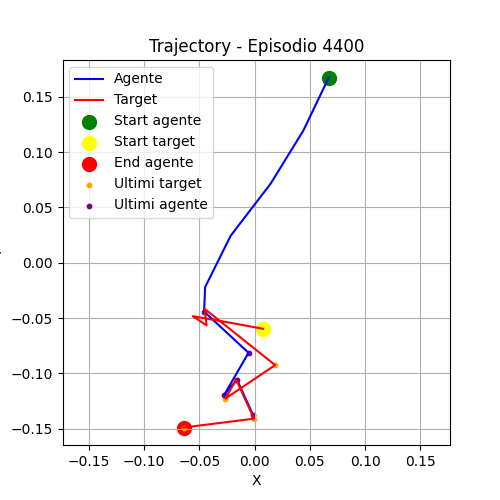 Trajectory - Episodio 4400
Agente
Target
Start agente
Start target
End agente
Ultimi target
Ultimi agente
0.15
0.10
0.05
0.00
−0.05
−0.10
−0.15
−0.15
−0.10
−0.05
0.00
0.05
0.10
0.15
X